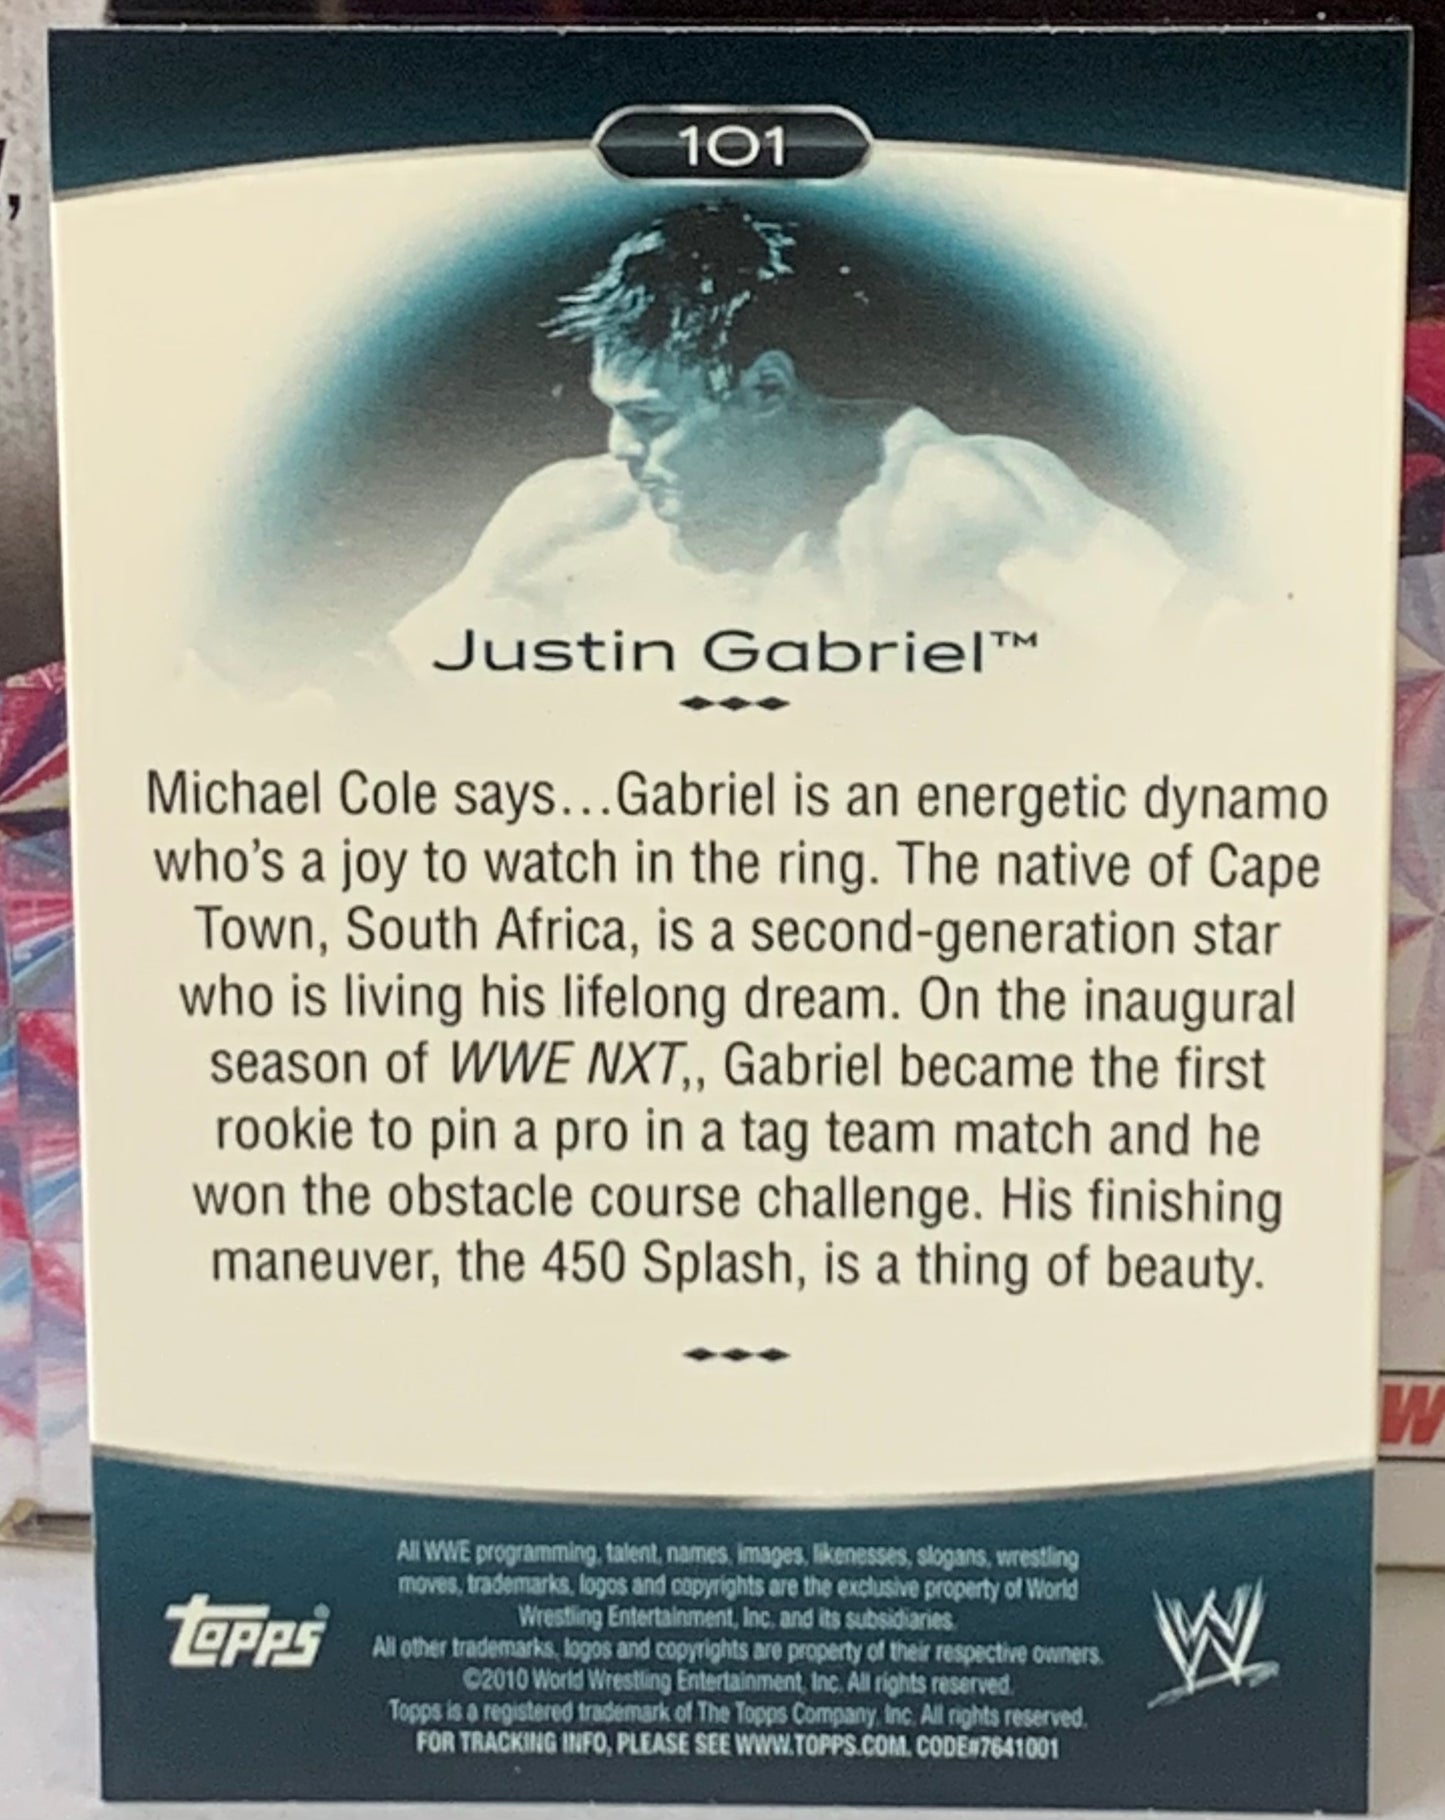 101
Justin Gabriel™
Michael Cole says...Gabriel is an energetic dynamo
who's a joy to watch in the ring. The native of Cape
Town, South Africa, is a second-generation star
who is living his lifelong dream. On the inaugural
season of WWE NXT,, Gabriel became the first
rookie to pin a pro in a tag team match and he
won the obstacle course challenge. His finishing
maneuver, the 450 Splash, is a thing of beauty.
All WWE programming, talent, names, images, likenesses, slogans, wrestling
moves, trademarks, logos and copyrights are the exclusive property of World
Wrestling Entertainment, Inc. and its subsidiaries.
All other trademarks, logos and copyrights are property of their respective owners.
©2010 World Wrestling Entertainment, Inc. All rights reserved.
Topps is a registered trademark of The Topps Company, Inc. All rights reserved.
FOR TRACKING INFO, PLEASE SEE WWW.TOPPS.COM. CODE#7641001
Topps®
W
W